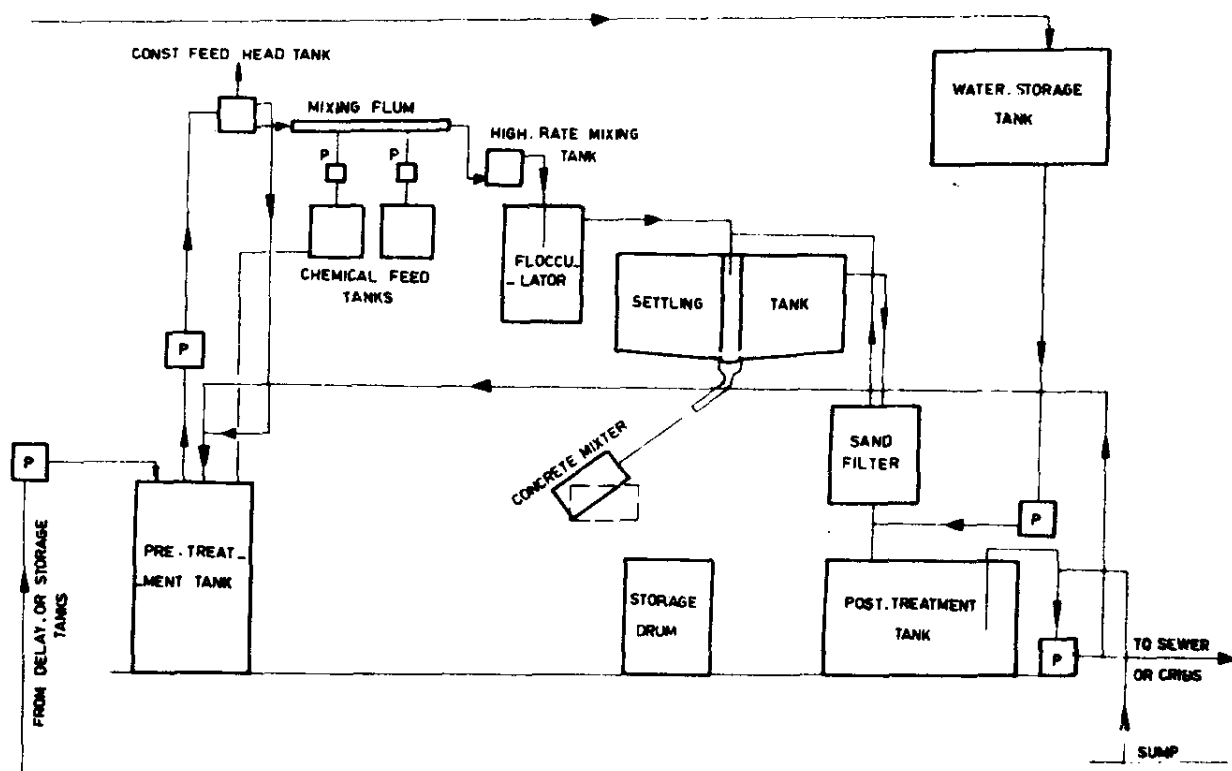 CONST FEED HEAD TANK
MIXING FLUM
HIGH. RATE MIXING
TANK
WATER. STORAGE
TANK
P
P
FLOCCU_
_ LATOR
CHEMICAL FEED
TANKS
SETTLING
TANK
P
CONCRETE MIXTER
SAND
FILTER
P
P
PRE.TREAT_
_MENT TANK
STORAGE
DRUM
POST.TREATMENT
TANK
P
TO SEWER
OR CRIBS
FROM DELAY.OR STORAGE
TANKS
SUMP